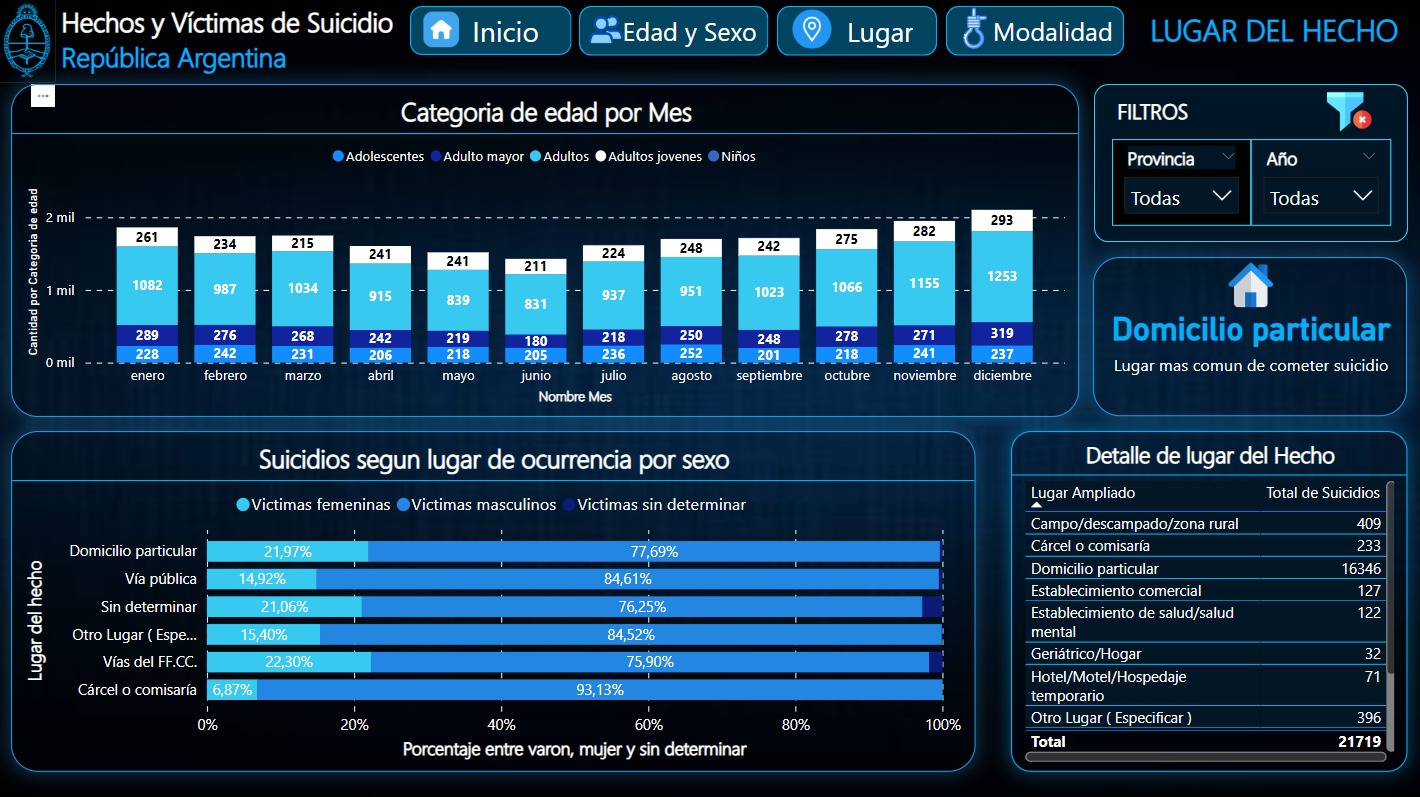 Hechos y Víctimas de Suicidio
República Argentina
Inicio
Edad y Sexo
Lugar
Modalidad
LUGAR DEL HECHO
Categoria de edad por Mes
Adolescentes Adulto mayor Adultos Adultos jovenes Niños
Cantidad por Categoria de edad
2 mil
1 mil
0 mil
261 234 215 241 241 211 224 248 242 275 282 293
1082 987 1034 915 839 831 937 951 1023 1066 1155 1253
289 276 268 242 219 180 218 250 248 278 271 319
228 242 231 206 218 205 236 252 201 218 241 237
enero febrero marzo abril mayo junio julio agosto septiembre octubre noviembre diciembre
Nombre Mes
FILTROS
Provincia
Todas
Año
Todas
Domicilio particular
Lugar mas comun de cometer suicidio
Suicidios segun lugar de ocurrencia por sexo
Victimas femeninas Victimas masculinos Victimas sin determinar
Lugar del hecho
Domicilio particular 21,97% 77,69%
Vía pública 14,92% 84,61%
Sin determinar 21,06% 76,25%
Otro Lugar ( Espe... 15,40% 84,52%
Vías del FF.CC. 22,30% 75,90%
Cárcel o comisaría 6,87% 93,13%
0% 20% 40% 60% 80% 100%
Porcentaje entre varon, mujer y sin determinar
Detalle de lugar del Hecho
Lugar Ampliado Total de Suicidios
Campo/descampado/zona rural 409
Cárcel o comisaría 233
Domicilio particular 16346
Establecimiento comercial 127
Establecimiento de salud/salud 122
mental
Geriátrico/Hogar 32
Hotel/Motel/Hospedaje 71
temporario
Otro Lugar ( Especificar ) 396
Total 21719